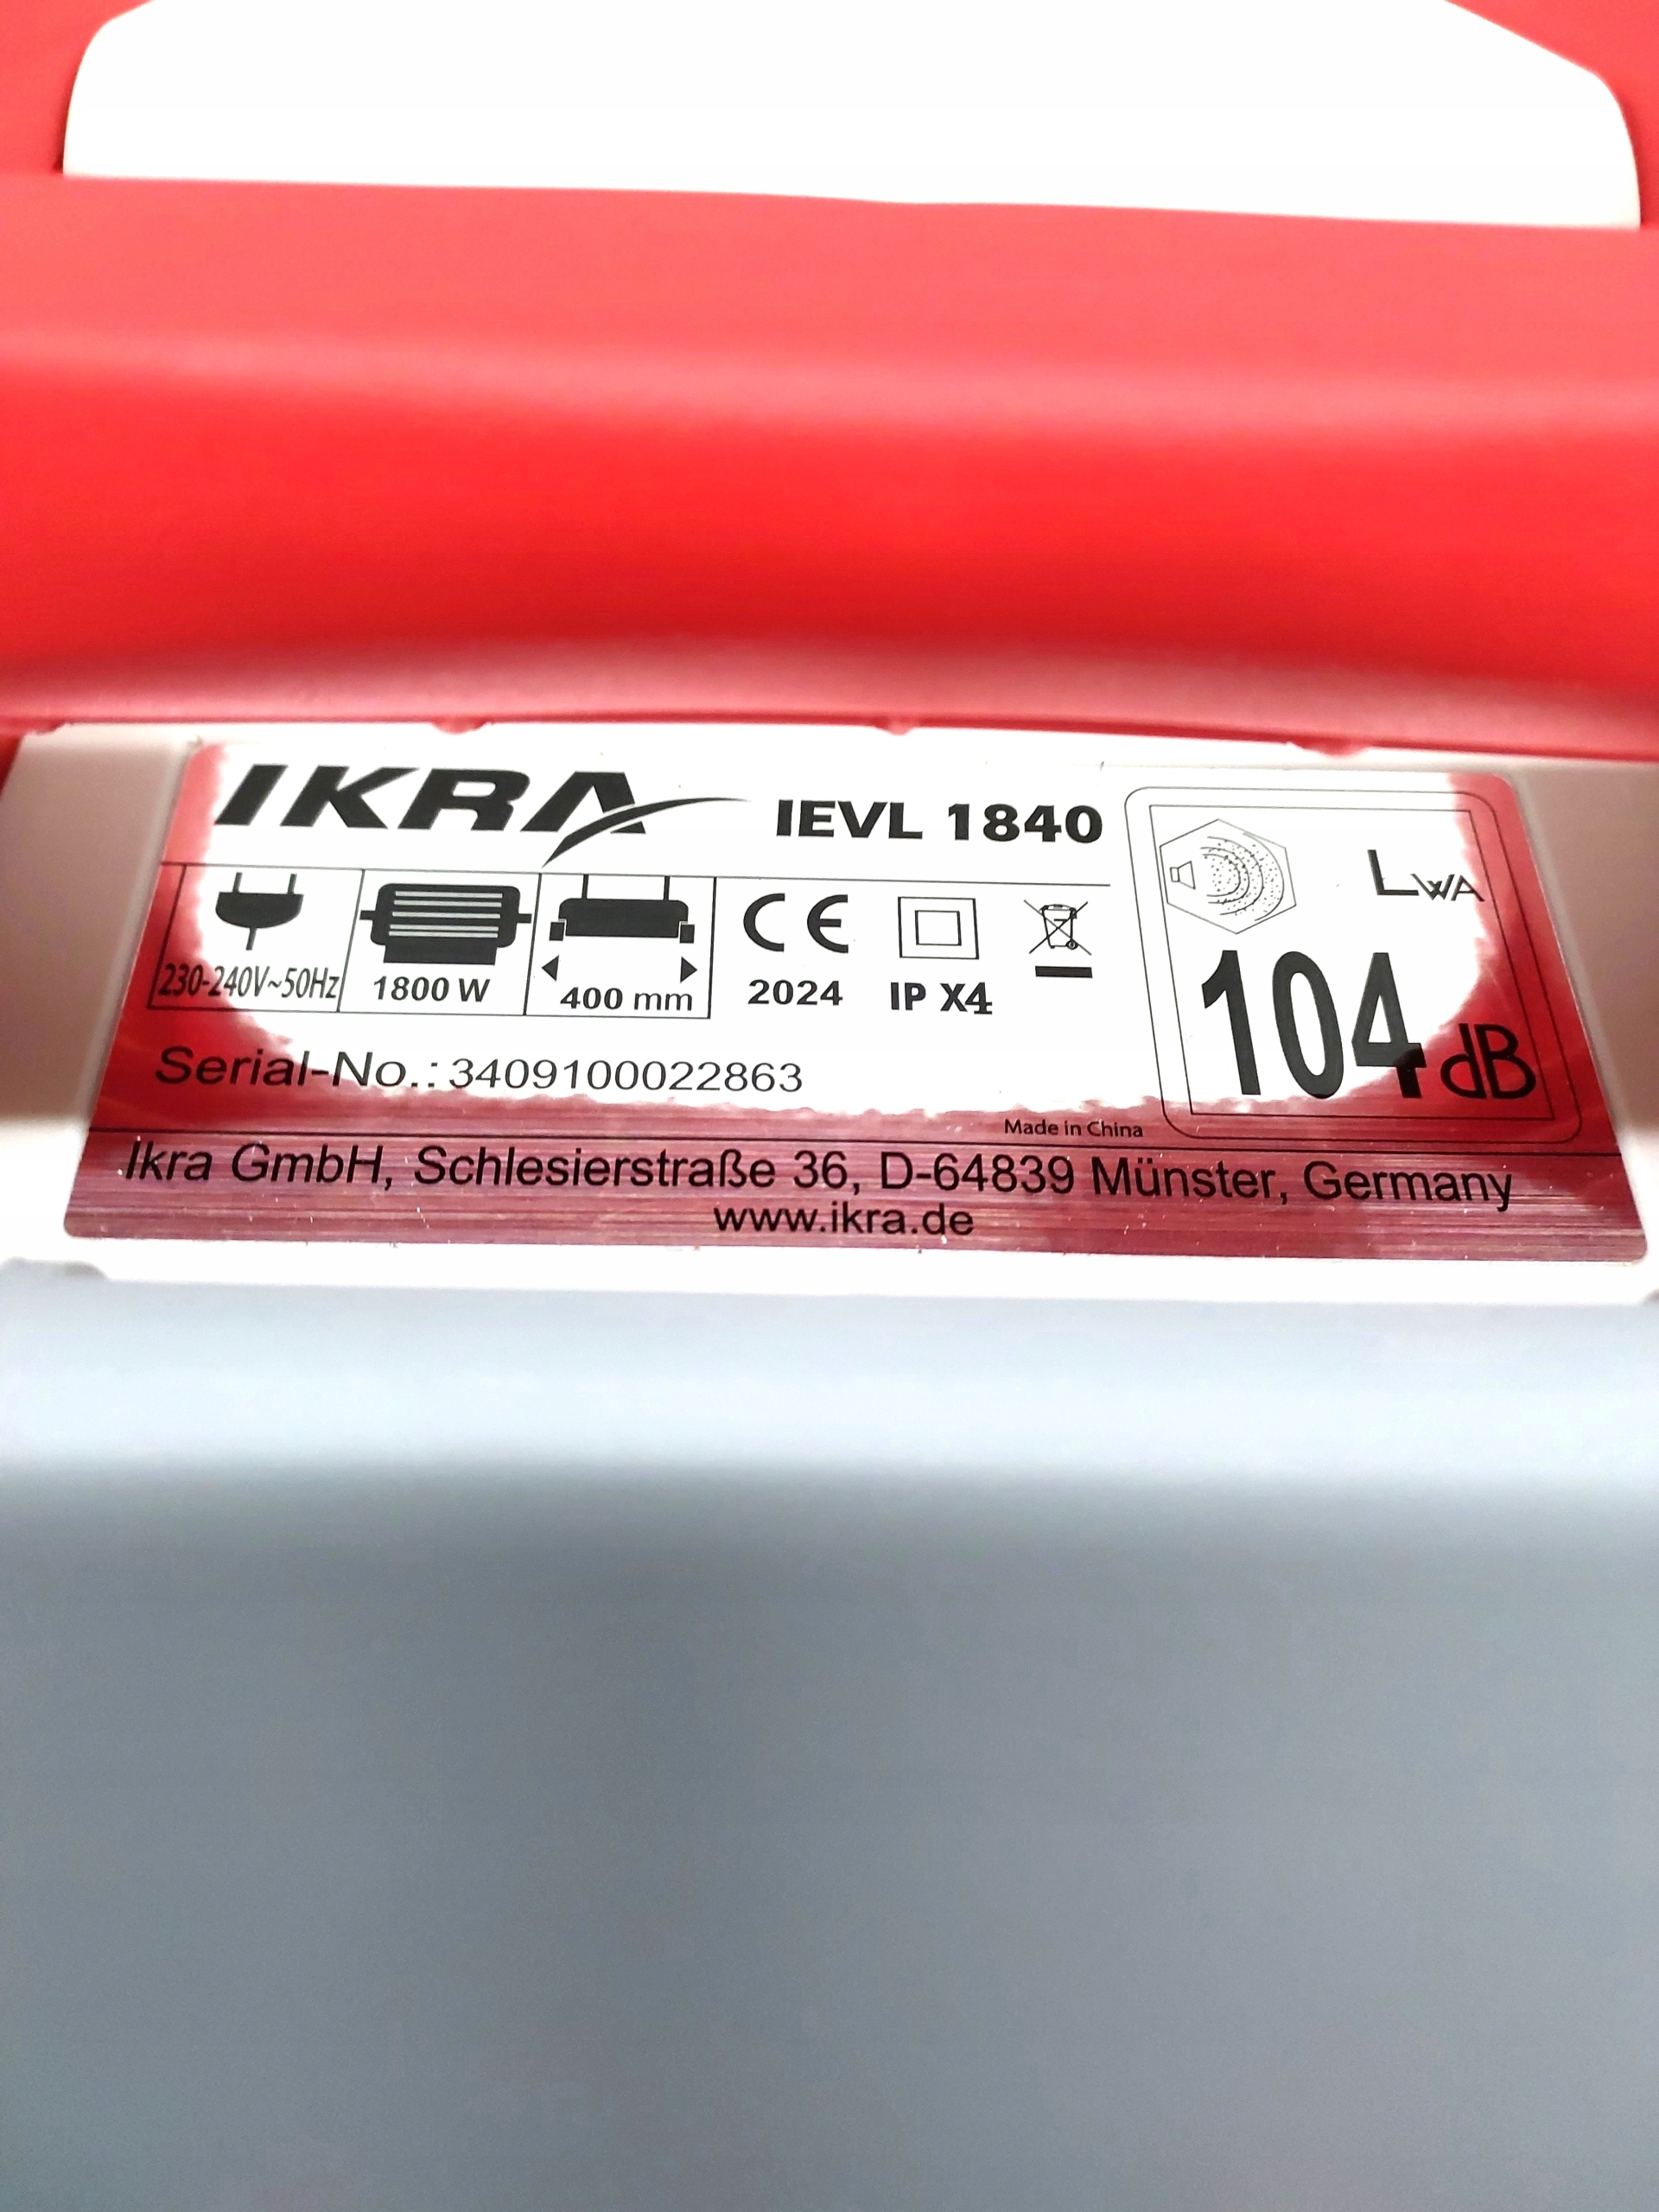 IKRA IEVL 1840
LWA
230-240V~50Hz 1800 W 400 mm CE 2024 IP X4
104 dB
Serial-No.: 3409100022863
Made in China
Ikra GmbH, Schlesierstraße 36, D-64839 Münster, Germany
www.ikra.de